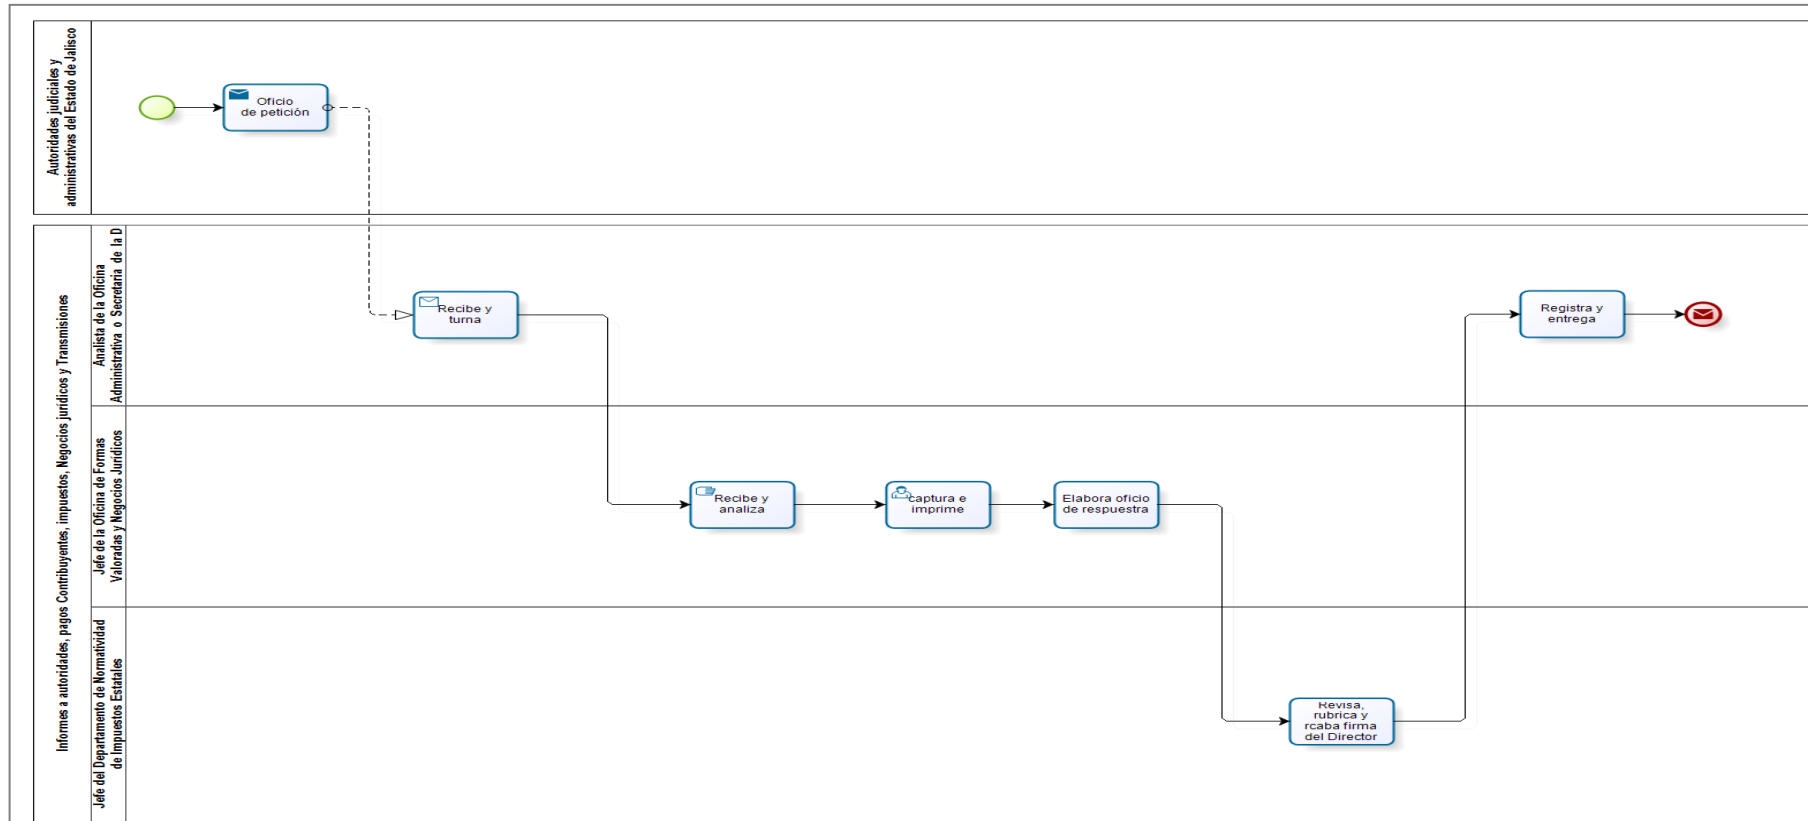 Autoridades judiciales y
administrativas del Estado de Jalisco
Oficio
de petición
Informes a autoridades, pagos Contribuyentes, impuestos, Negocios jurídicos y Transmisiones
Analista de la Oficina
Administrativa o Secretaria de la D
Recibe y
turna
Registra y
entrega
Jefe de la Oficina de Formas
Valoradas y Negocios Jurídicos
Recibe y
analiza
captura e
imprime
Elabora oficio
de respuestra
Jefe del Departamento de Normatividad
de Impuestos Estatales
Revisa,
rubrica y
rcaba firma
del Director